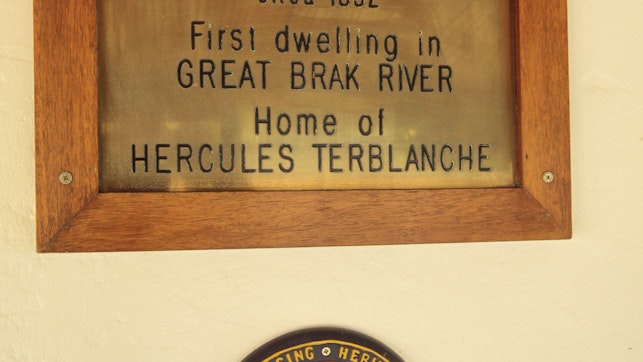 First dwelling in
GREAT BRAK RIVER
Home of
HERCULES TERBLANCHE